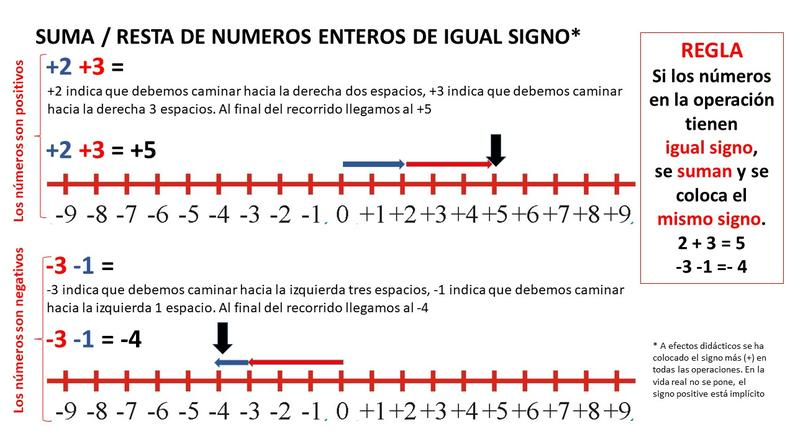 SUMA / RESTA DE NUMEROS ENTEROS DE IGUAL SIGNO*
Los números son positivos
+2 +3 =
+2 indica que debemos caminar hacia la derecha dos espacios, +3 indica que debemos caminar
hacia la derecha 3 espacios. Al final del recorrido llegamos al +5
+2 +3 = +5
-9 -8 -7 -6 -5 -4 -3 -2 -1 0 +1 +2 +3 +4 +5 +6 +7 +8 +9
Los números son negativos
-3 -1 =
-3 indica que debemos caminar hacia la izquierda tres espacios, -1 indica que debemos caminar
hacia la izquierda 1 espacio. Al final del recorrido llegamos al -4
-3 -1 = -4
-9 -8 -7 -6 -5 -4 -3 -2 -1 0 +1 +2 +3 +4 +5 +6 +7 +8 +9
REGLA
Si los números
en la operación
tienen
igual signo,
se suman y se
coloca el
mismo signo.
2 + 3 = 5
-3 -1 =- 4
* A efectos didácticos se ha
colocado el signo más (+) en
todas las operaciones. En la
vida real no se pone, el
signo positive está implícito